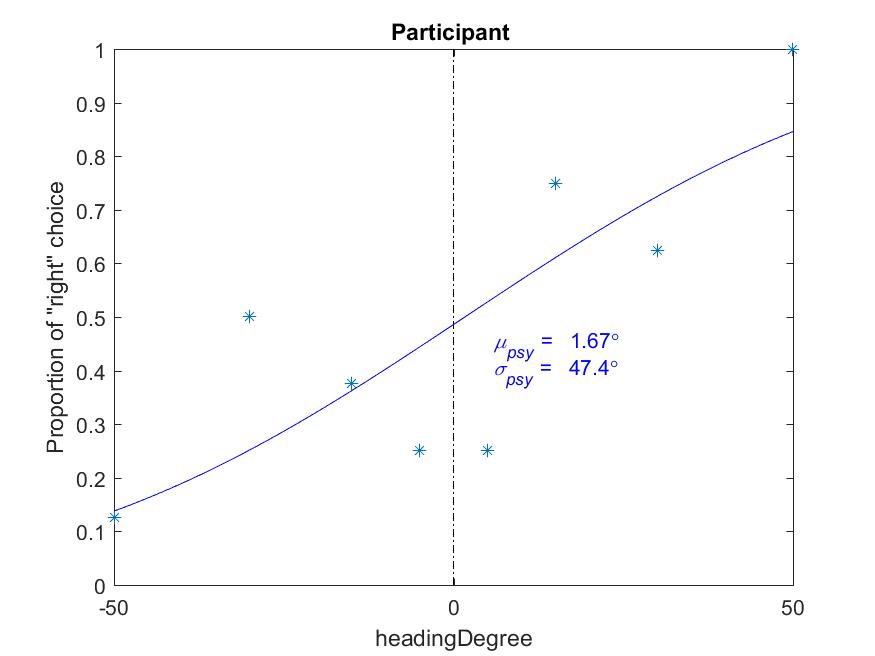 Participant
Proportion of "right" choice
1
0.9
0.8
0.7
0.6
0.5
0.4
0.3
0.2
0.1
0
μpsy = 1.67°
σpsy = 47.4°
-50 0 50
headingDegree